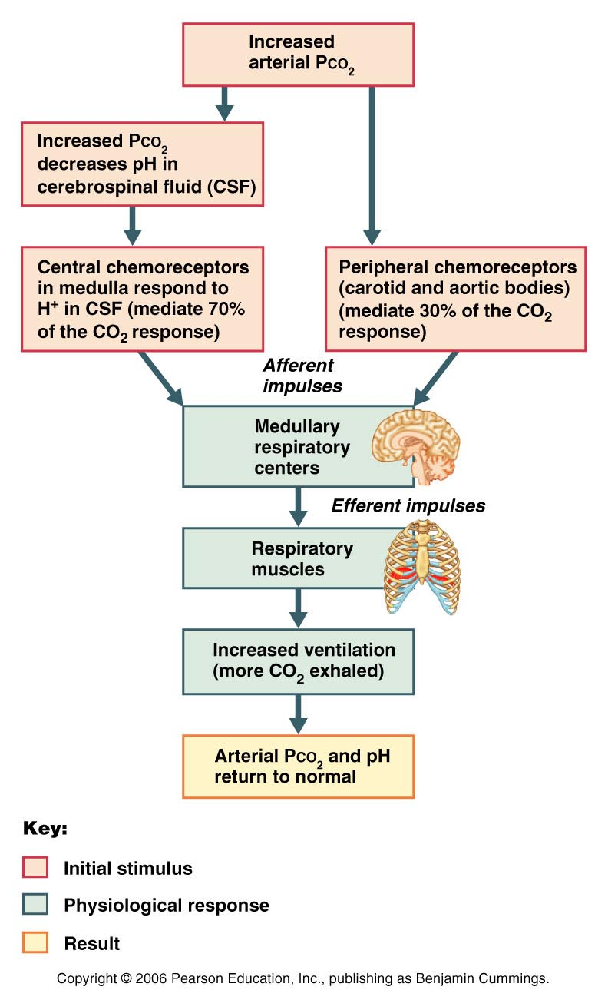 Increased
arterial PCO₂
Increased PCO₂
decreases pH in
cerebrospinal fluid (CSF)
Central chemoreceptors
in medulla respond to
H⁺ in CSF (mediate 70%
of the CO₂ response)
Peripheral chemoreceptors
(carotid and aortic bodies)
(mediate 30% of the CO₂
response)
Afferent
impulses
Medullary
respiratory
centers
Efferent impulses
Respiratory
muscles
Increased ventilation
(more CO₂ exhaled)
Arterial PCO₂ and pH
return to normal
Key:
Initial stimulus
Physiological response
Result
Copyright © 2006 Pearson Education, Inc., publishing as Benjamin Cummings.